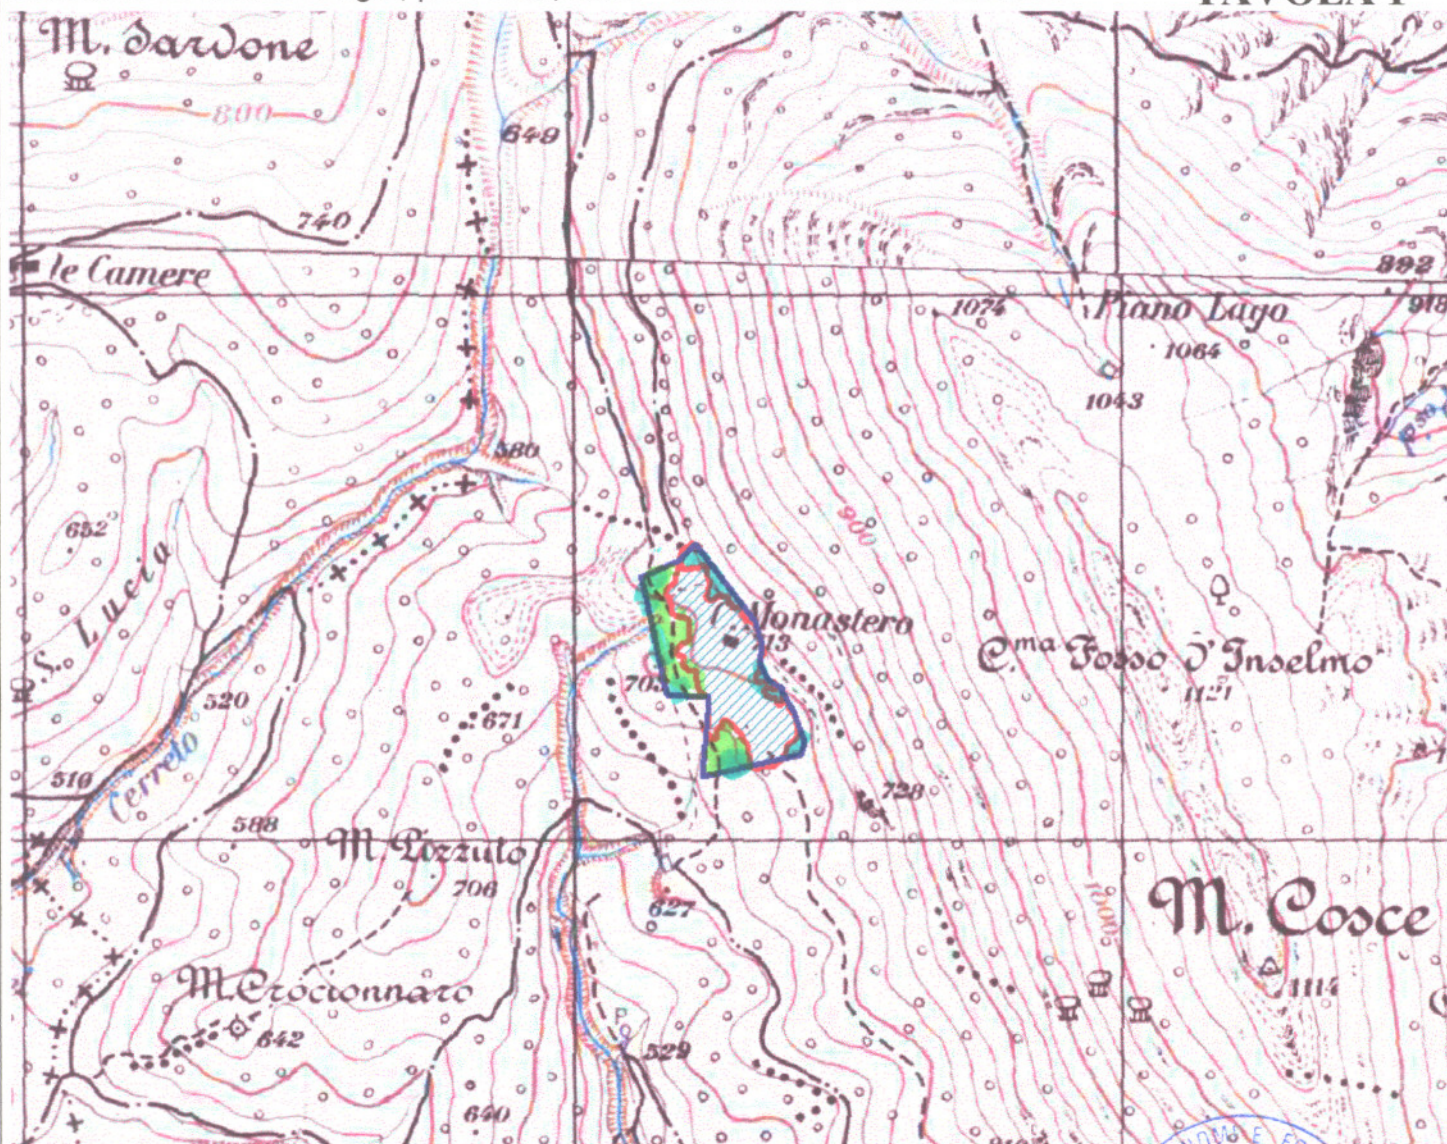 TAVOLA I
M. Sardone
800
649
740
le Camere
892
1074
Piano Lago
918
1064
1043
580
900
652
S. Lucia
C. Monastero
13
C.ma Fosso d'Inselmo
703
1121
520
671
Cerreto
510
728
588
M. Pizzuto
706
627
1000
M. Cosce
M. Crocionnaro
1114
642
529
640